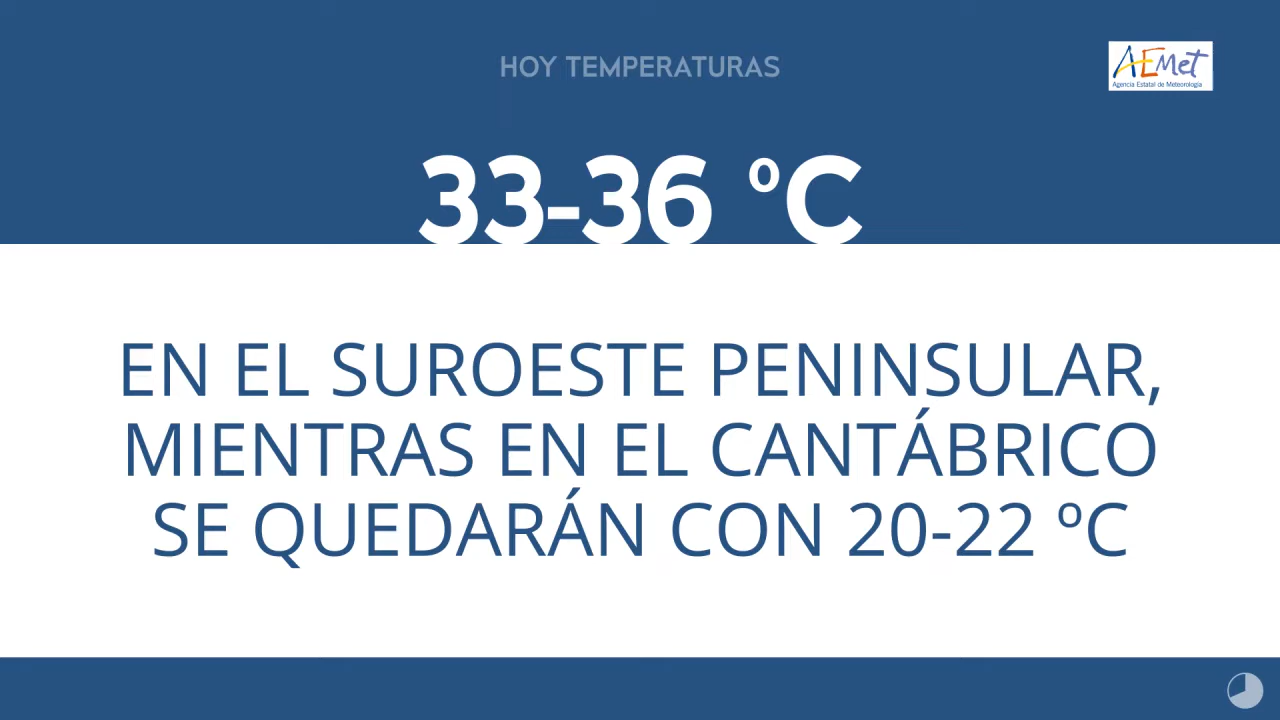 HOY TEMPERATURAS
AEMet
Agencia Estatal de Meteorología
33-36 ºC
EN EL SUROESTE PENINSULAR,
MIENTRAS EN EL CANTÁBRICO
SE QUEDARÁN CON 20-22 ºC